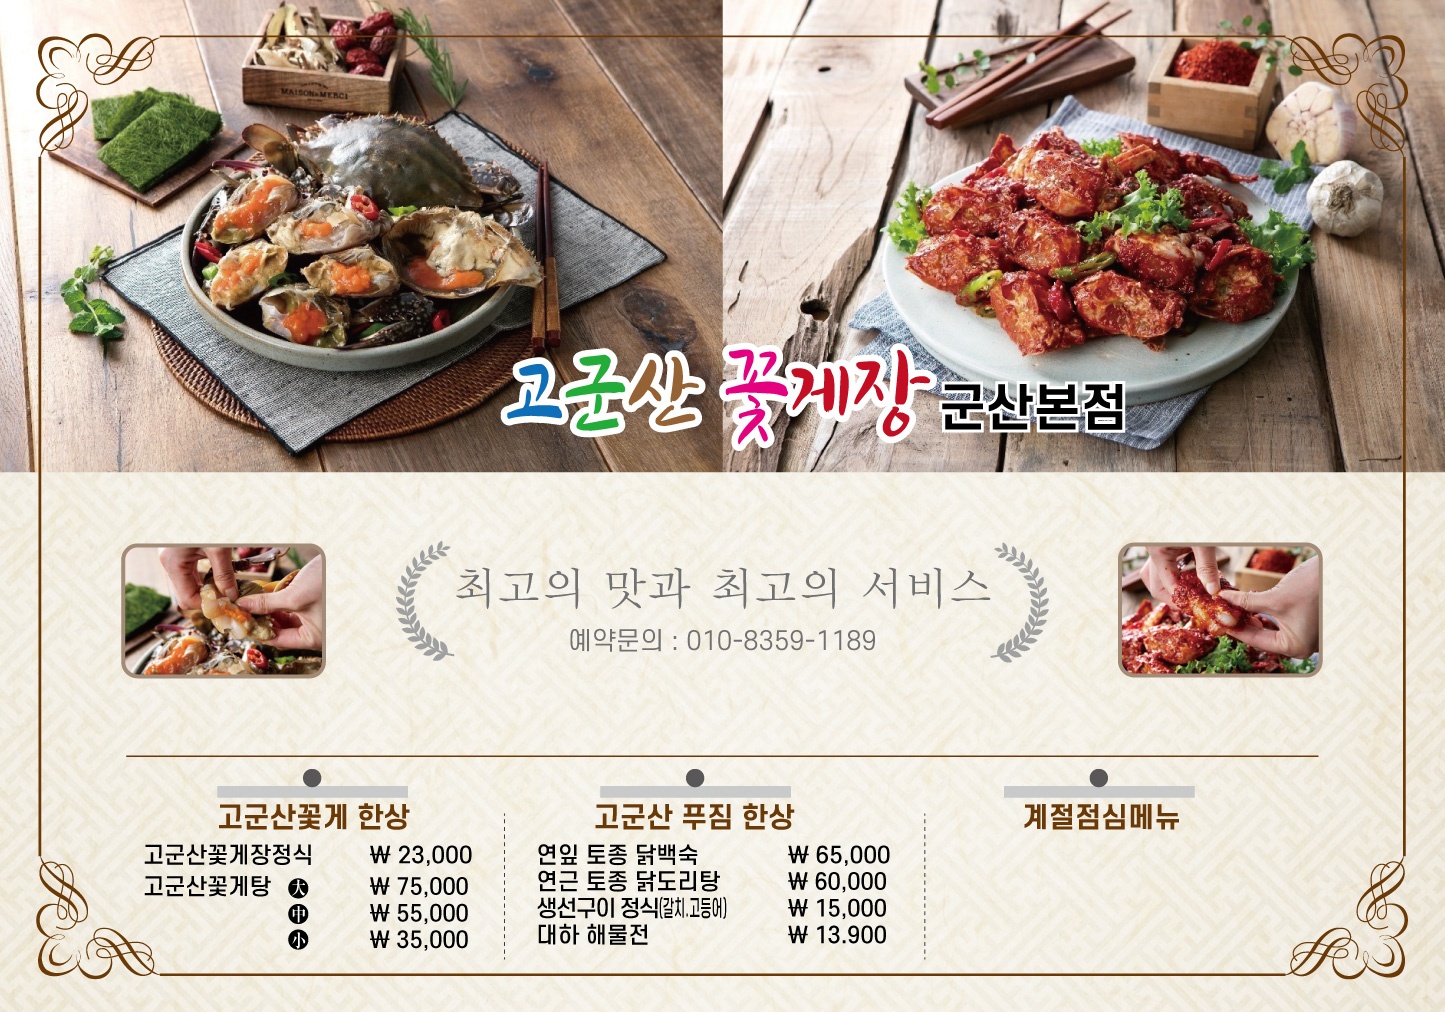 MAISON&MERCI
고군산 꽃게장 군산본점
최고의 맛과 최고의 서비스
예약문의 : 010-8359-1189
고군산꽃게 한상
고군산꽃게장정식 ₩ 23,000
고군산꽃게탕 大 ₩ 75,000
中 ₩ 55,000
小 ₩ 35,000
고군산 푸짐 한상
연잎 토종 닭백숙 ₩ 65,000
연근 토종 닭도리탕 ₩ 60,000
생선구이 정식(갈치.고등어) ₩ 15,000
대하 해물전 ₩ 13.900
계절점심메뉴